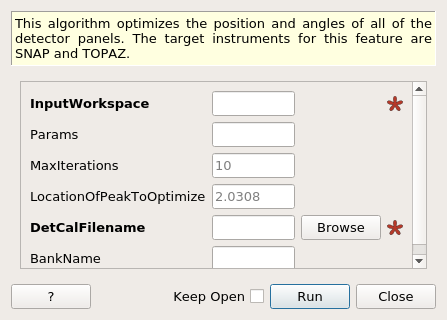 This algorithm optimizes the position and angles of all of the
detector panels. The target instruments for this feature are
SNAP and TOPAZ.
InputWorkspace
Params
MaxIterations 10
LocationOfPeakToOptimize 2.0308
DetCalFilename Browse
BankName
? Keep Open Run Close